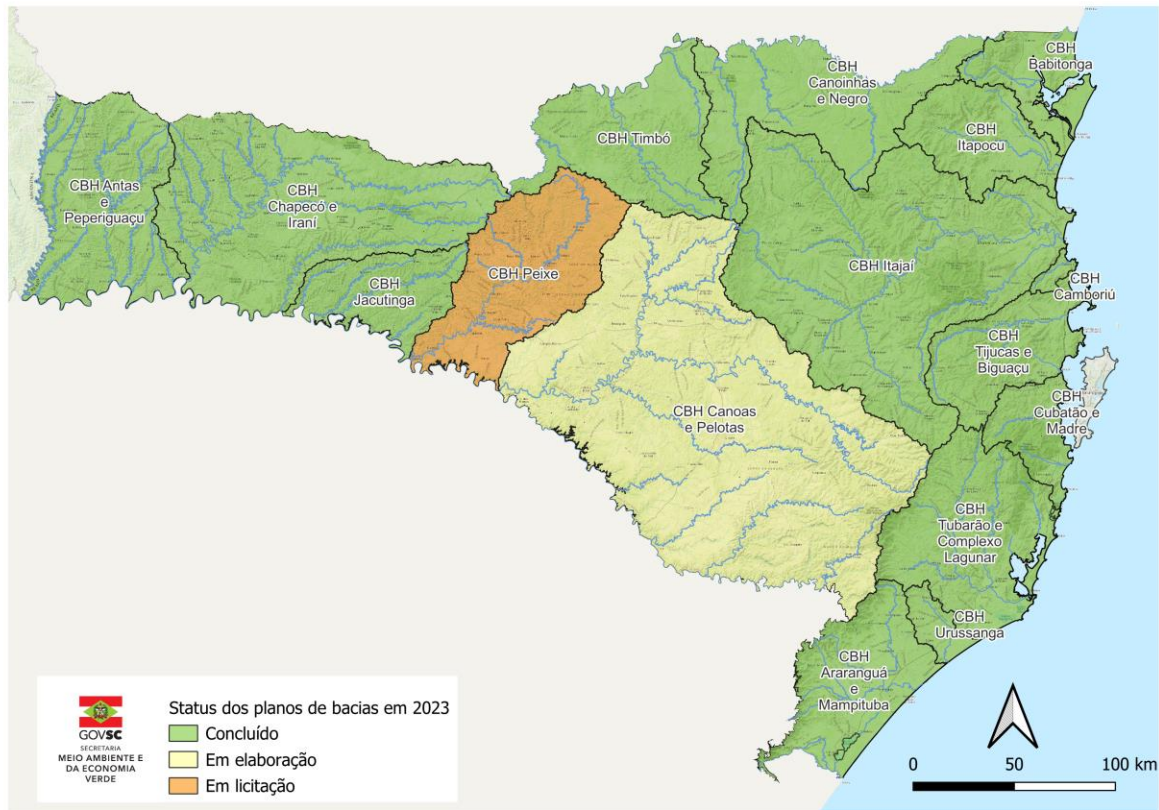 CBH
Babitonga
CBH
Canoinhas
e Negro
CBH
Itapocu
CBH Timbó
CBH Antas
e
Peperiguaçu
CBH
Chapecó e
Irani
CBH Peixe
CBH
Jacutinga
CBH Itajaí
CBH
Camboriú
CBH
Tijucas e
Biguaçu
CBH
Cubatão e
Madre
CBH Canoas
e Pelotas
CBH
Tubarão e
Complexo
Lagunar
CBH
Urussanga
CBH
Araranguá
e
Mampituba
GOVSC
SECRETARIA
MEIO AMBIENTE E
DA ECONOMIA
VERDE
Status dos planos de bacias em 2023
Concluído
Em elaboração
Em licitação
0 50 100 km